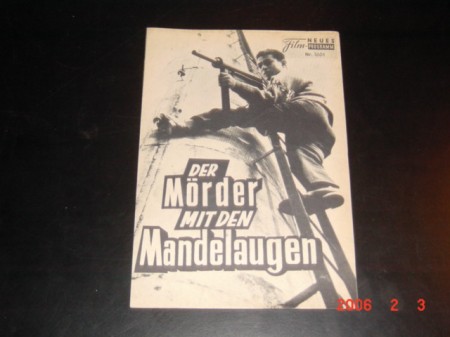 NEUES
Film-PROGRAMM
DER
Mörder
MIT DEN
Mandelaugen
2006 2 3